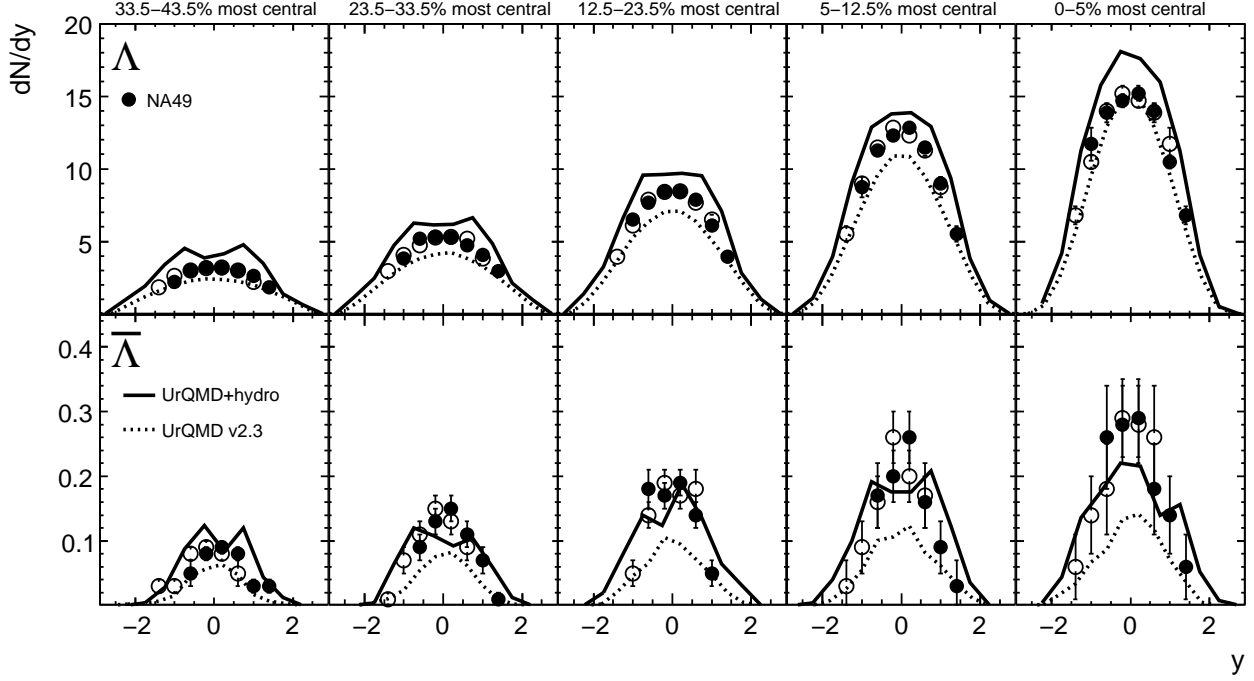 33.5–43.5% most central 23.5–33.5% most central 12.5–23.5% most central 5–12.5% most central 0–5% most central
dN/dy
20
Λ
NA49
15
10
5
Λ̅
0.4
UrQMD+hydro
0.3
UrQMD v2.3
0.2
0.1
−2 0 2 −2 0 2 −2 0 2 −2 0 2 −2 0 2
y